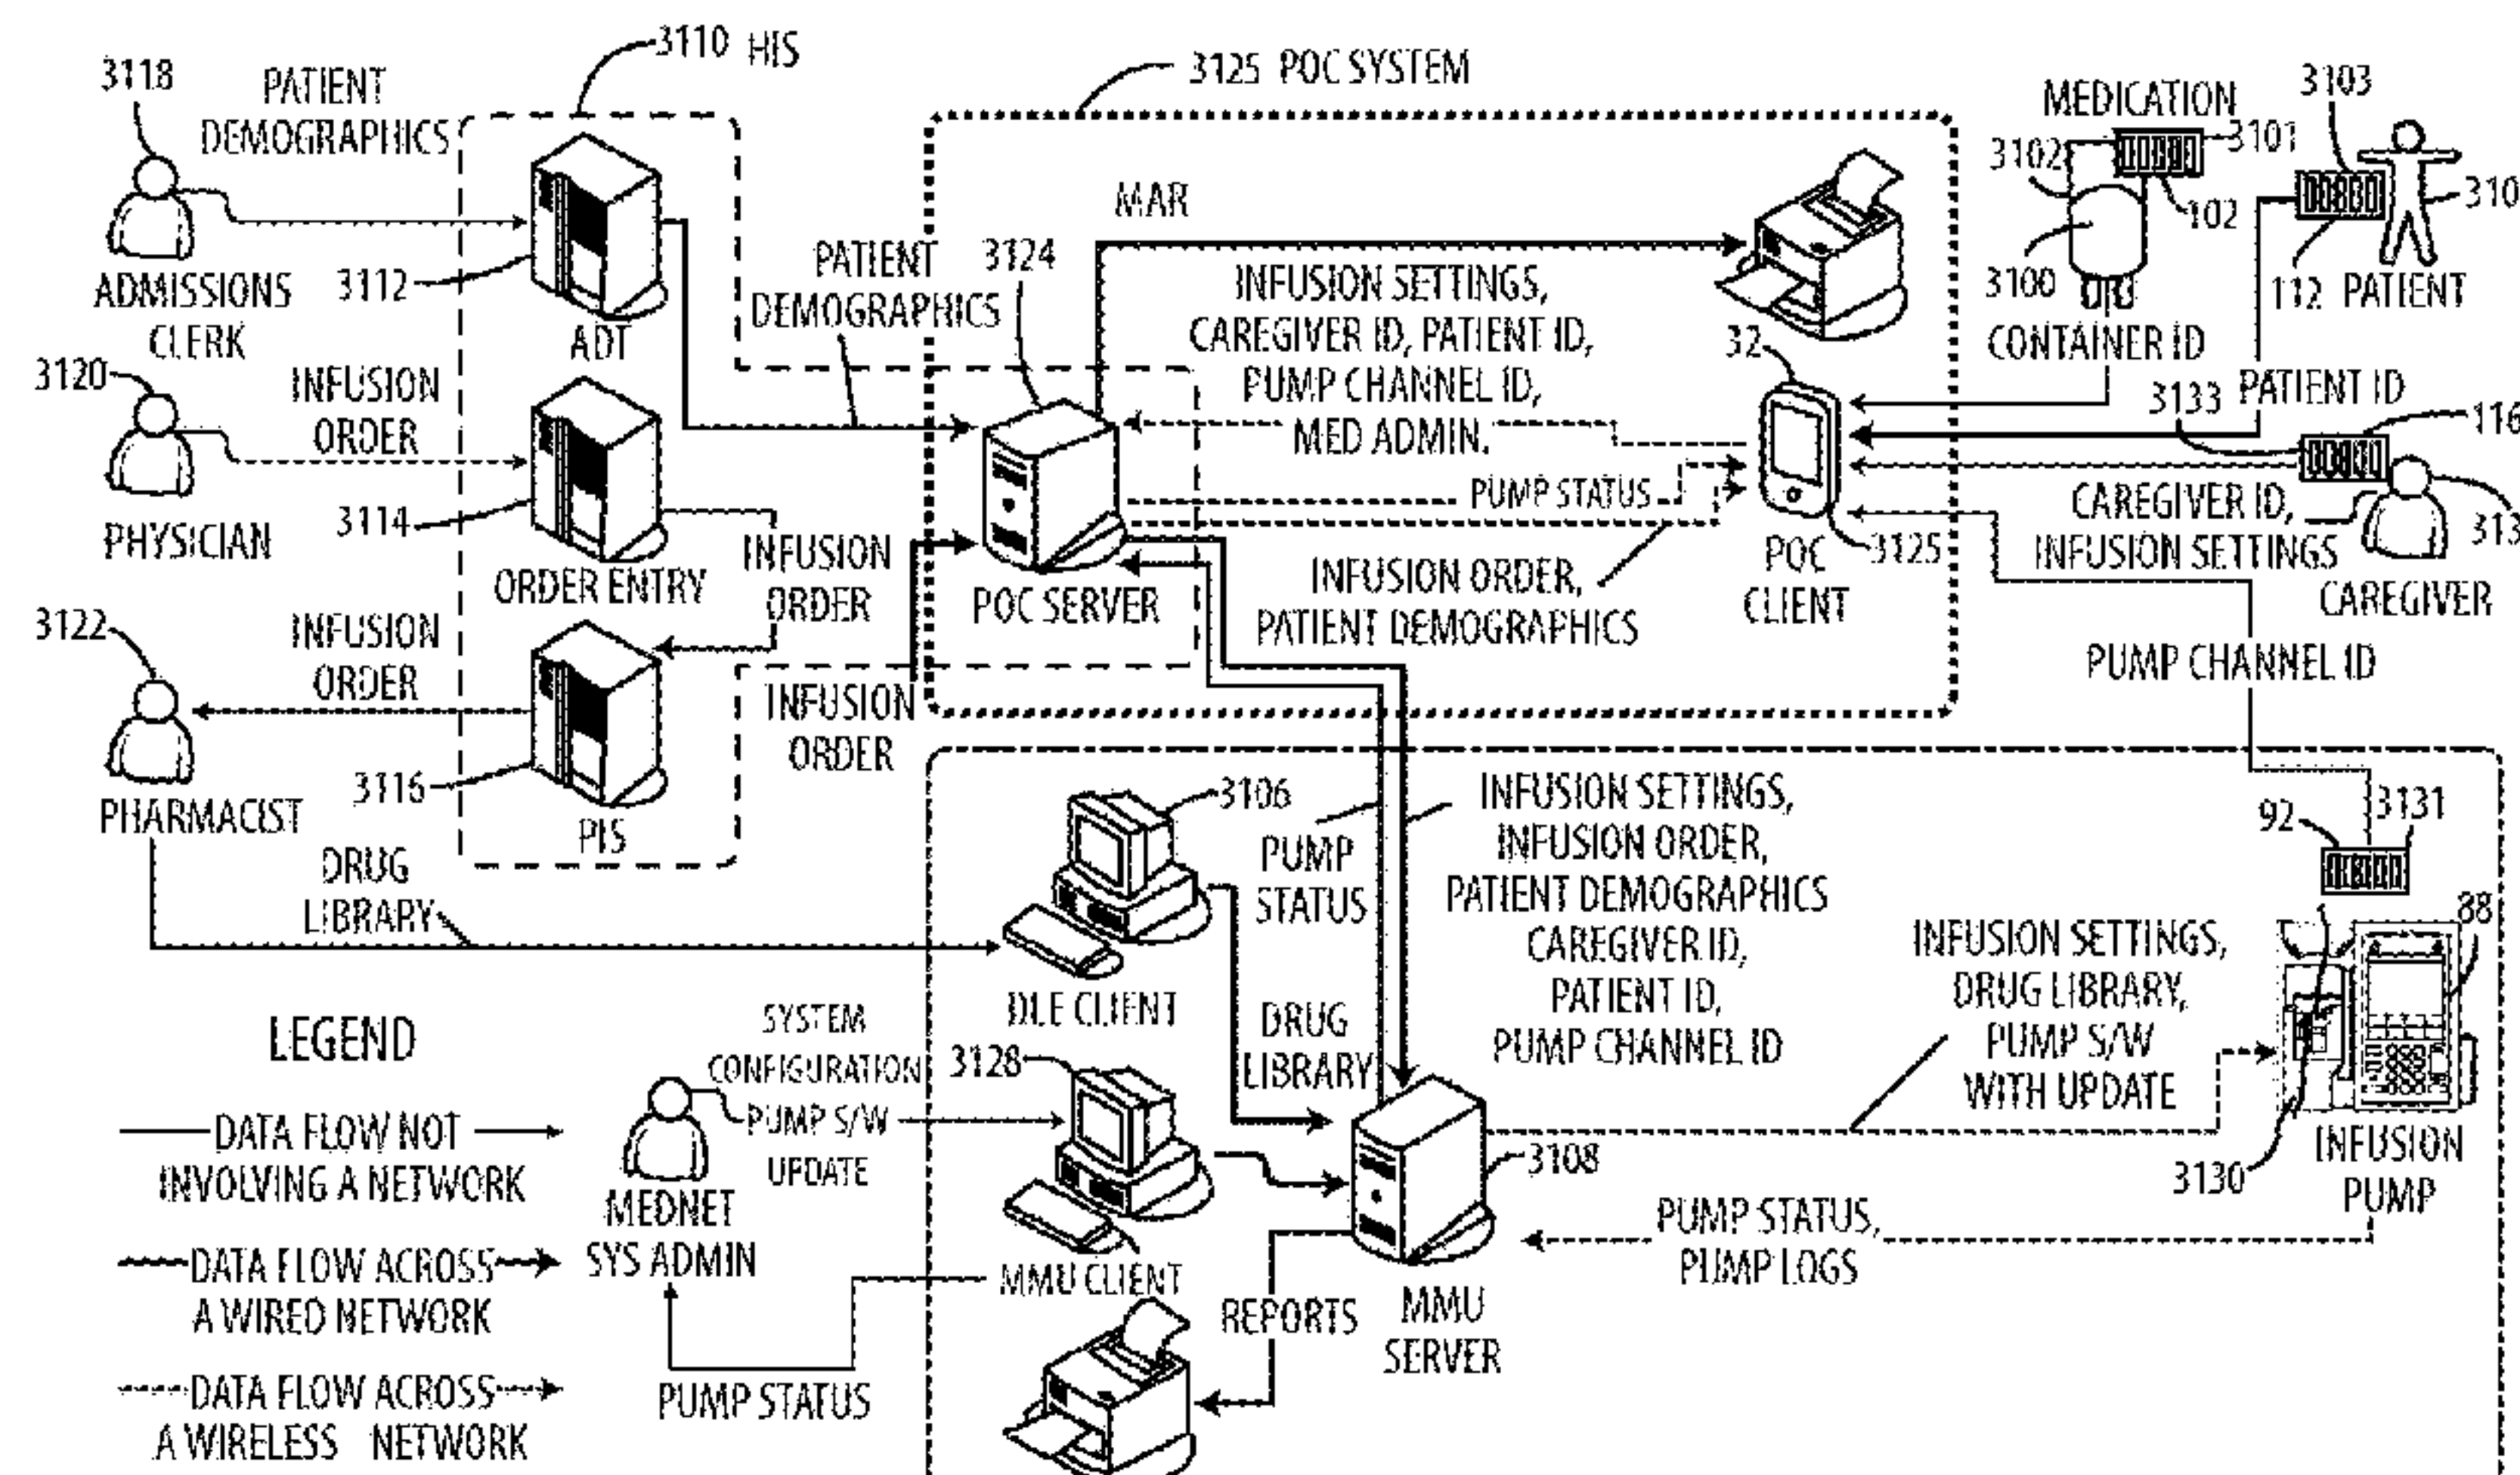 3110 HIS
3125 POC SYSTEM
3118
PATIENT
DEMOGRAPHICS
ADMISSIONS
CLERK
3112
ADT
3120
INFUSION
ORDER
PHYSICIAN
3114
ORDER ENTRY
INFUSION
ORDER
3122
INFUSION
ORDER
PHARMACIST
3116
PIS
INFUSION
ORDER
DRUG
LIBRARY
PATIENT
DEMOGRAPHICS
3124
POC SERVER
MAR
INFUSION SETTINGS,
CAREGIVER ID, PATIENT ID,
PUMP CHANNEL ID,
MED ADMIN.
PUMP STATUS
INFUSION ORDER,
PATIENT DEMOGRAPHICS
32
POC
CLIENT
3125
MEDICATION
3102
3101
102
3100
CONTAINER ID
3103
310
112 PATIENT
PATIENT ID
3133
116
CAREGIVER ID,
INFUSION SETTINGS
313
CAREGIVER
PUMP CHANNEL ID
3106
DLE CLIENT
PUMP
STATUS
INFUSION SETTINGS,
INFUSION ORDER,
PATIENT DEMOGRAPHICS
CAREGIVER ID,
PATIENT ID,
PUMP CHANNEL ID
DRUG
LIBRARY
92
3131
88
INFUSION SETTINGS,
DRUG LIBRARY,
PUMP S/W
WITH UPDATE
3130
INFUSION
PUMP
SYSTEM
CONFIGURATION
PUMP S/W
UPDATE
3128
MMU CLIENT
MEDNET
SYS ADMIN
PUMP STATUS
3108
MMU
SERVER
PUMP STATUS,
PUMP LOGS
REPORTS
LEGEND
DATA FLOW NOT
INVOLVING A NETWORK
DATA FLOW ACROSS
A WIRED NETWORK
DATA FLOW ACROSS
A WIRELESS NETWORK